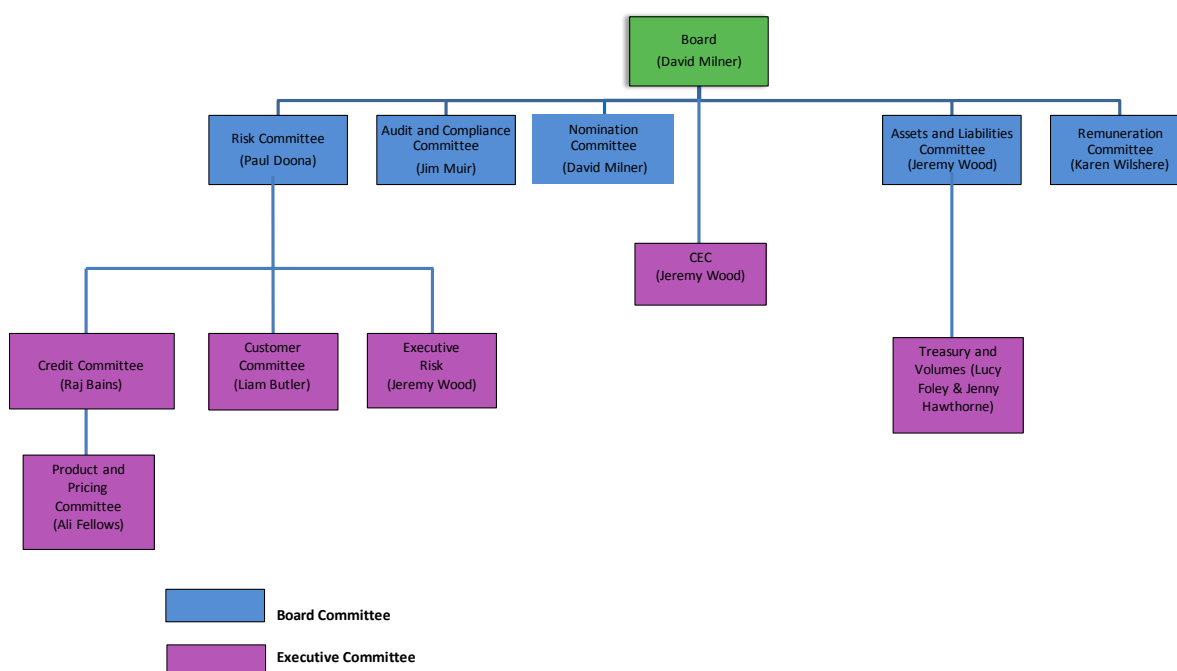 Board
(David Milner)
Risk Committee
(Paul Doona)
Audit and Compliance
Committee
(Jim Muir)
Nomination
Committee
(David Milner)
Assets and Liabilities
Committee
(Jeremy Wood)
Remuneration
Committee
(Karen Wilshere)
CEC
(Jeremy Wood)
Credit Committee
(Raj Bains)
Customer
Committee
(Liam Butler)
Executive
Risk
(Jeremy Wood)
Treasury and
Volumes (Lucy
Foley & Jenny
Hawthorne)
Product and
Pricing
Committee
(Ali Fellows)
Board Committee
Executive Committee